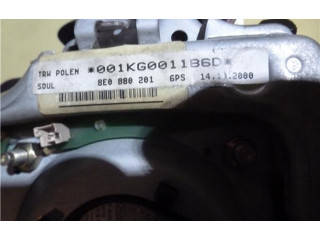 TRW POLEN *001KG001186D*
SOUL 8E0 880 201 6PS 14.11.2000